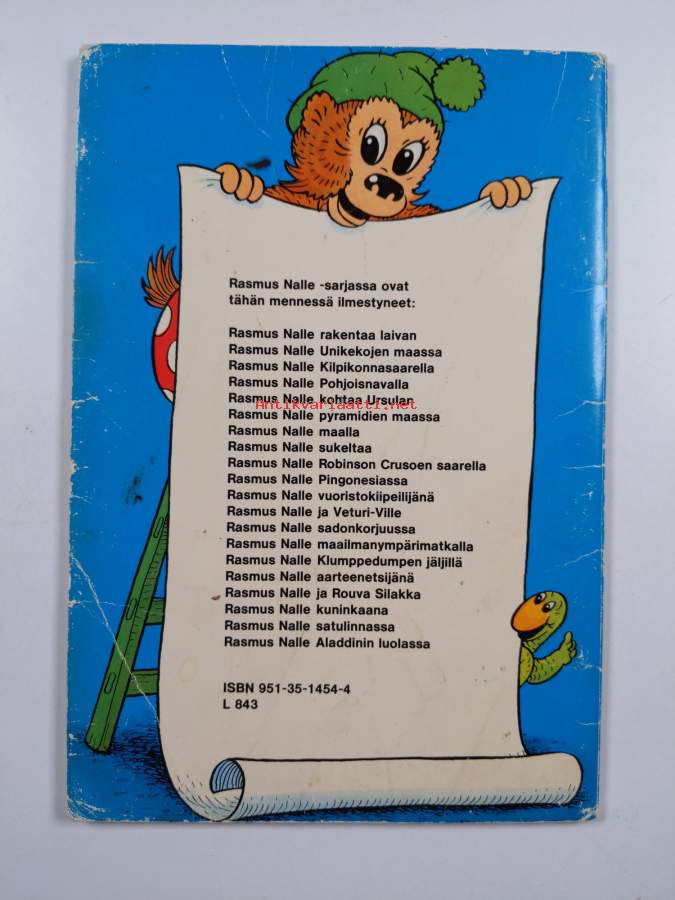 Rasmus Nalle -sarjassa ovat
tähän mennessä ilmestyneet:
Rasmus Nalle rakentaa laivan
Rasmus Nalle Unikekojen maassa
Rasmus Nalle Kilpikonnasaarella
Rasmus Nalle Pohjoisnavalla
Rasmus Nalle kohtaa Ursulan
Antikvariaatti.net
Rasmus Nalle pyramidien maassa
Rasmus Nalle maalla
Rasmus Nalle sukeltaa
Rasmus Nalle Robinson Crusoen saarella
Rasmus Nalle Pingonesiassa
Rasmus Nalle vuoristokiipeilijänä
Rasmus Nalle ja Veturi-Ville
Rasmus Nalle sadonkorjuussa
Rasmus Nalle maailmanympärimatkalla
Rasmus Nalle Klumppedumpen jäljillä
Rasmus Nalle aarteenetsijänä
Rasmus Nalle ja Rouva Silakka
Rasmus Nalle kuninkaana
Rasmus Nalle satulinnassa
Rasmus Nalle Aladdinin luolassa
ISBN 951-35-1454-4
L 843